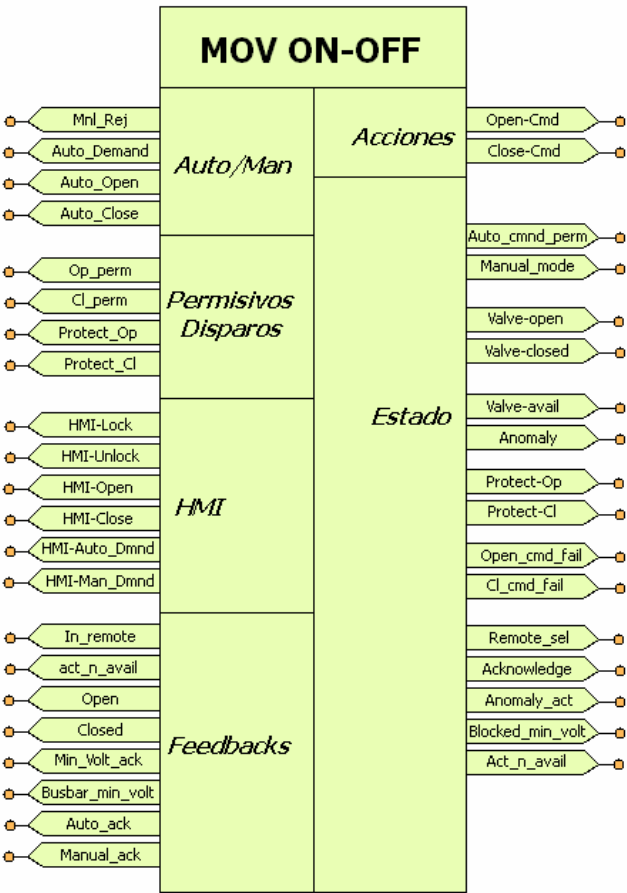 MOV ON-OFF
Auto/Man
Mnl_Rej
Auto_Demand
Auto_Open
Auto_Close
Permisivos
Disparos
Op_perm
Cl_perm
Protect_Op
Protect_Cl
HMI
HMI-Lock
HMI-Unlock
HMI-Open
HMI-Close
HMI-Auto_Dmnd
HMI-Man_Dmnd
Feedbacks
In_remote
act_n_avail
Open
Closed
Min_Volt_ack
Busbar_min_volt
Auto_ack
Manual_ack
Acciones
Open-Cmd
Close-Cmd
Estado
Auto_cmnd_perm
Manual_mode
Valve-open
Valve-closed
Valve-avail
Anomaly
Protect-Op
Protect-Cl
Open_cmd_fail
Cl_cmd_fail
Remote_sel
Acknowledge
Anomaly_act
Blocked_min_volt
Act_n_avail